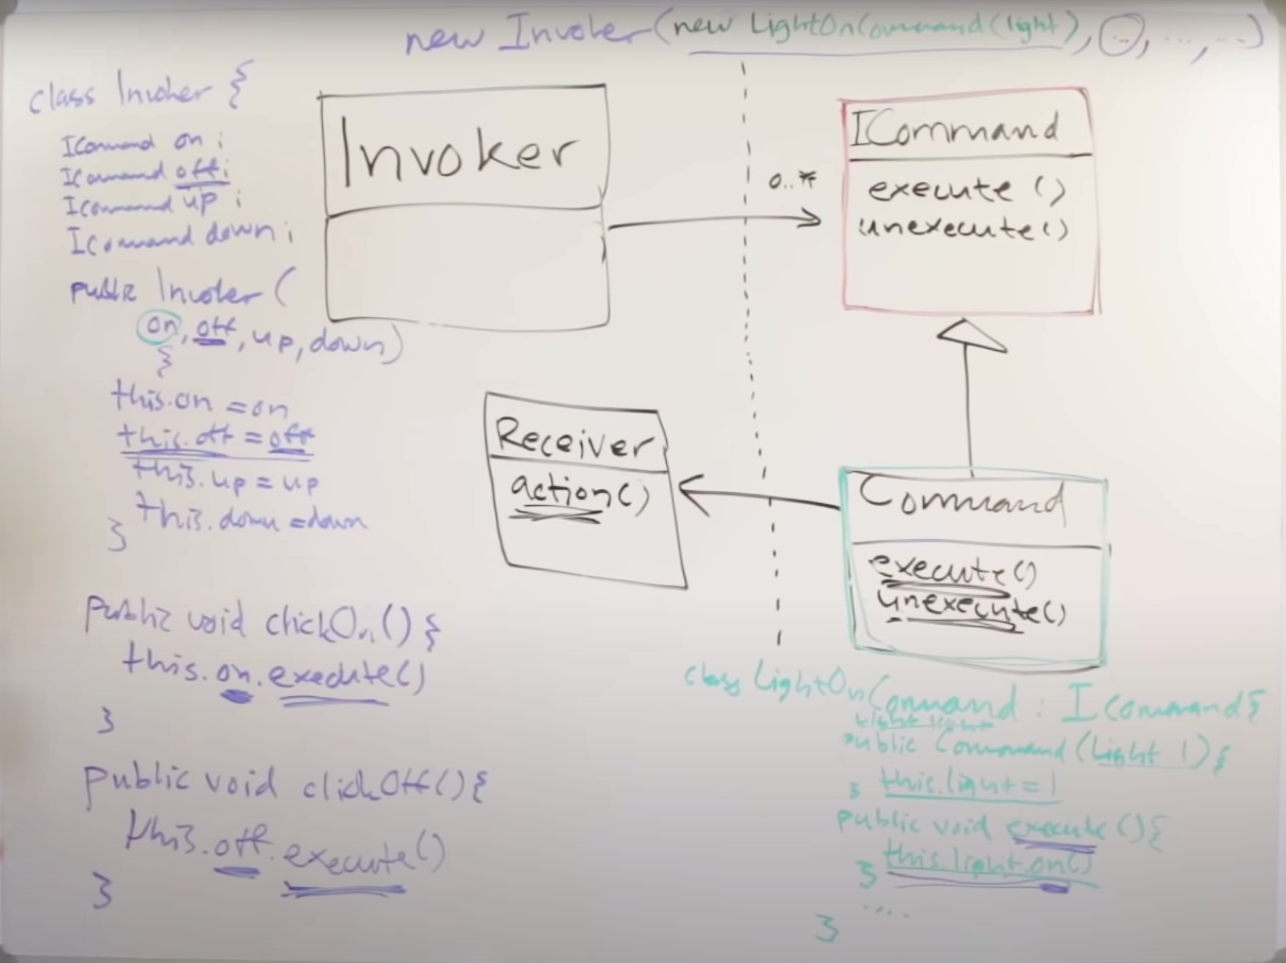 new Invoker(new LightOnCommand(light), ..., ..., ...)
class Invoker {
ICommand on;
ICommand off;
ICommand up;
ICommand down;
public Invoker(
on, off, up, down)
{
this.on = on
this.off = off
this.up = up
this.down = down
}
public void clickOn(){
this.on.execute()
}
public void clickOff(){
this.off.execute()
}
Invoker
0..*
ICommand
execute()
unexecute()
Receiver
action()
Command
execute()
unexecute()
class LightOnCommand : ICommand{
Light light
public Command(Light l){
this.light = l
}
public void execute(){
this.light.on()
}
....
}